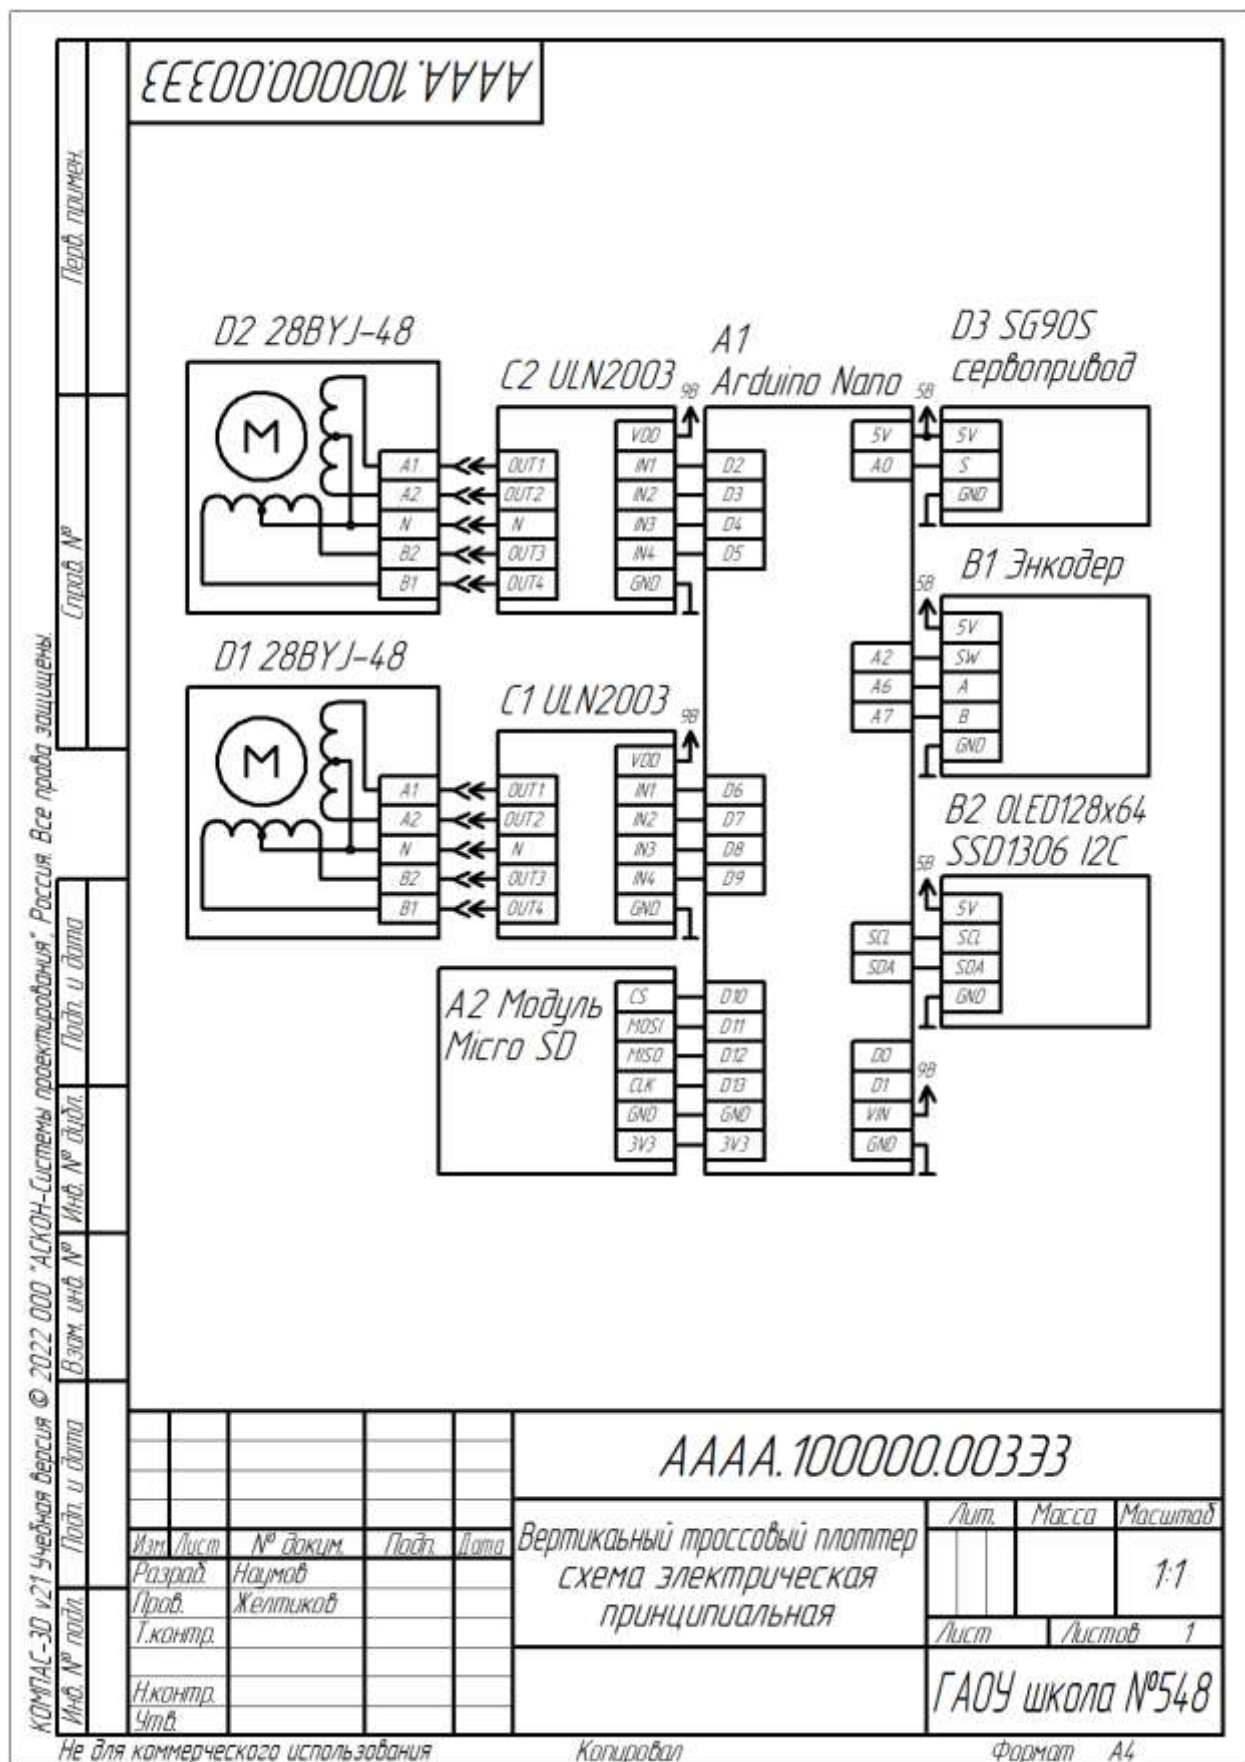 АААА.100000.003ЭЗ
Перв. примен.
Справ. №
Подп. и дата
Инв. № дубл.
Взам. инв. №
Подп. и дата
Инв. № подл.
КОМПАС-3D v21 Учебная версия © 2022 ООО "АСКОН-Системы проектирования", Россия. Все права защищены.
D2 28BYJ-48
M
A1
A2
N
B2
B1
C2 ULN2003
9В
OUT1
OUT2
N
OUT3
OUT4
VDD
IN1
IN2
IN3
IN4
GND
D1 28BYJ-48
M
A1
A2
N
B2
B1
C1 ULN2003
9В
OUT1
OUT2
N
OUT3
OUT4
VDD
IN1
IN2
IN3
IN4
GND
A2 Модуль
Micro SD
CS
MOSI
MISO
CLK
GND
3V3
A1
Arduino Nano
D2
D3
D4
D5
D6
D7
D8
D9
D10
D11
D12
D13
GND
3V3
5V
A0
A2
A6
A7
SCL
SDA
D0
D1
VIN
GND
9В
D3 SG90S
сервопривод
5В
5V
S
GND
B1 Энкодер
5В
5V
SW
A
B
GND
B2 OLED128x64
SSD1306 I2C
5В
5V
SCL
SDA
GND
АААА.100000.003ЭЗ
Изм. Лист № докум. Подп. Дата
Разраб. Наумов
Пров. Желтиков
Т.контр.
Н.контр.
Утв.
Вертикаьный троссовый плоттер
схема электрическая
принципиальная
Лит. Масса Масштаб
1:1
Лист Листов 1
ГАОУ школа №548
Не для коммерческого использования Копировал Формат А4